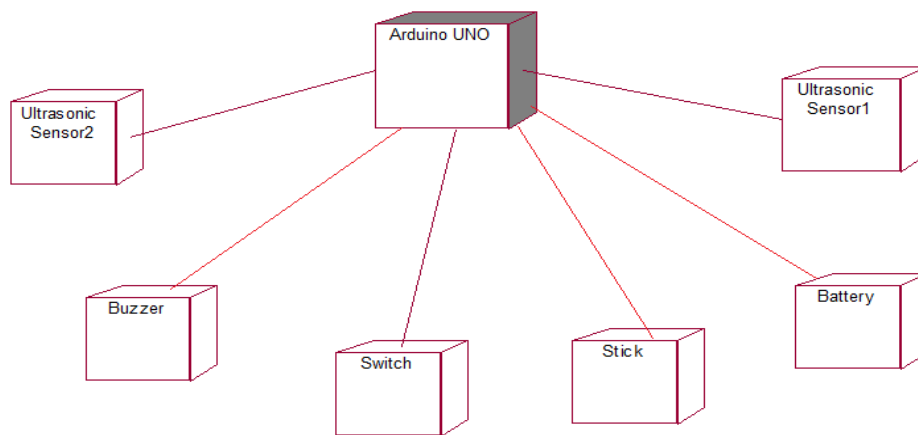 Arduino UNO
Ultrasonic
Sensor2
Ultrasonic
Sensor1
Buzzer
Switch
Stick
Battery